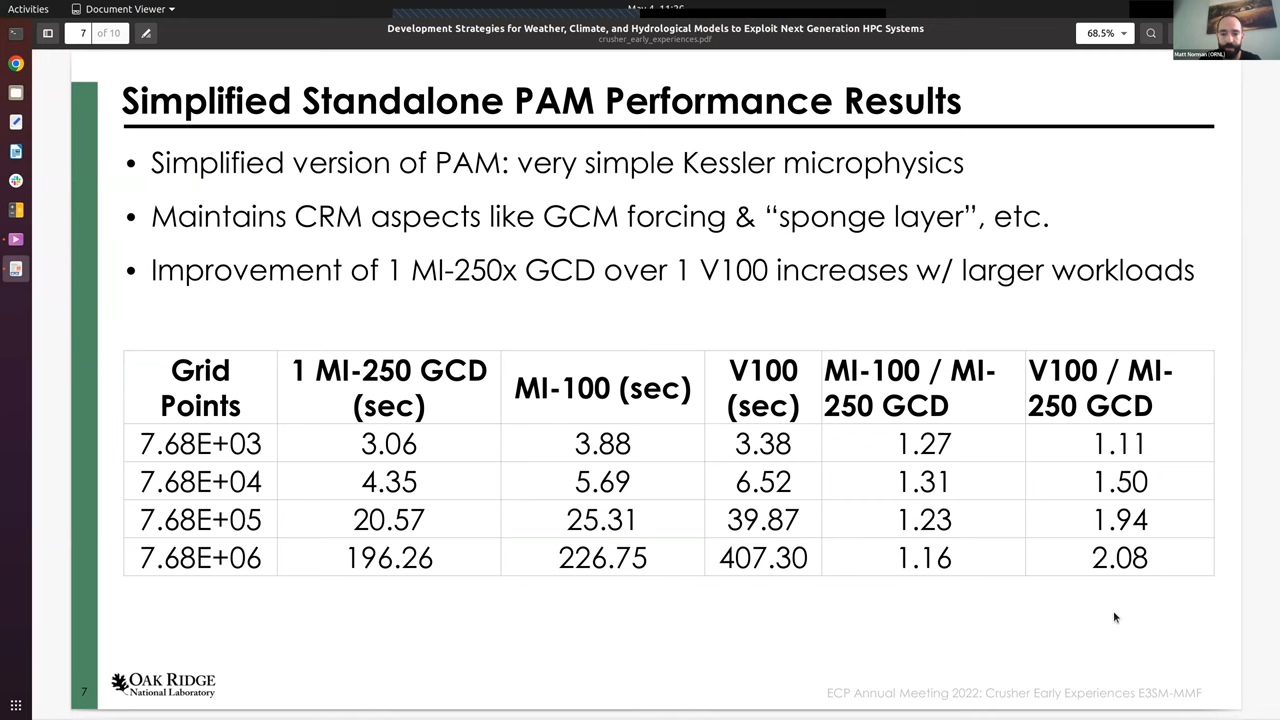 Activities
Document Viewer
May 4, 11:26
7
of 10
Development Strategies for Weather, Climate, and Hydrological Models to Exploit Next Generation HPC Systems
crusher_early_experiences.pdf
68.5%
Matt Norman (ORNL)
Simplified Standalone PAM Performance Results
• Simplified version of PAM: very simple Kessler microphysics
• Maintains CRM aspects like GCM forcing & “sponge layer”, etc.
• Improvement of 1 MI-250x GCD over 1 V100 increases w/ larger workloads
Grid Points 1 MI-250 GCD (sec) MI-100 (sec) V100 (sec) MI-100 / MI-250 GCD V100 / MI-250 GCD
7.68E+03 3.06 3.88 3.38 1.27 1.11
7.68E+04 4.35 5.69 6.52 1.31 1.50
7.68E+05 20.57 25.31 39.87 1.23 1.94
7.68E+06 196.26 226.75 407.30 1.16 2.08
7
OAK RIDGE
National Laboratory
ECP Annual Meeting 2022: Crusher Early Experiences E3SM-MMF